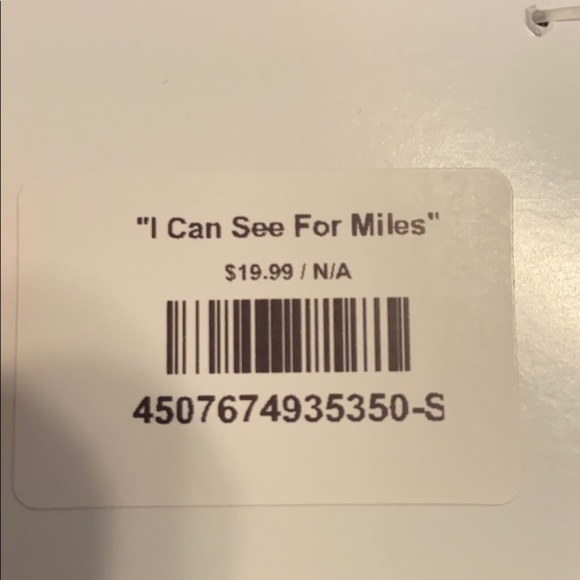 "I Can See For Miles"
$19.99 / N/A
4507674935350-S